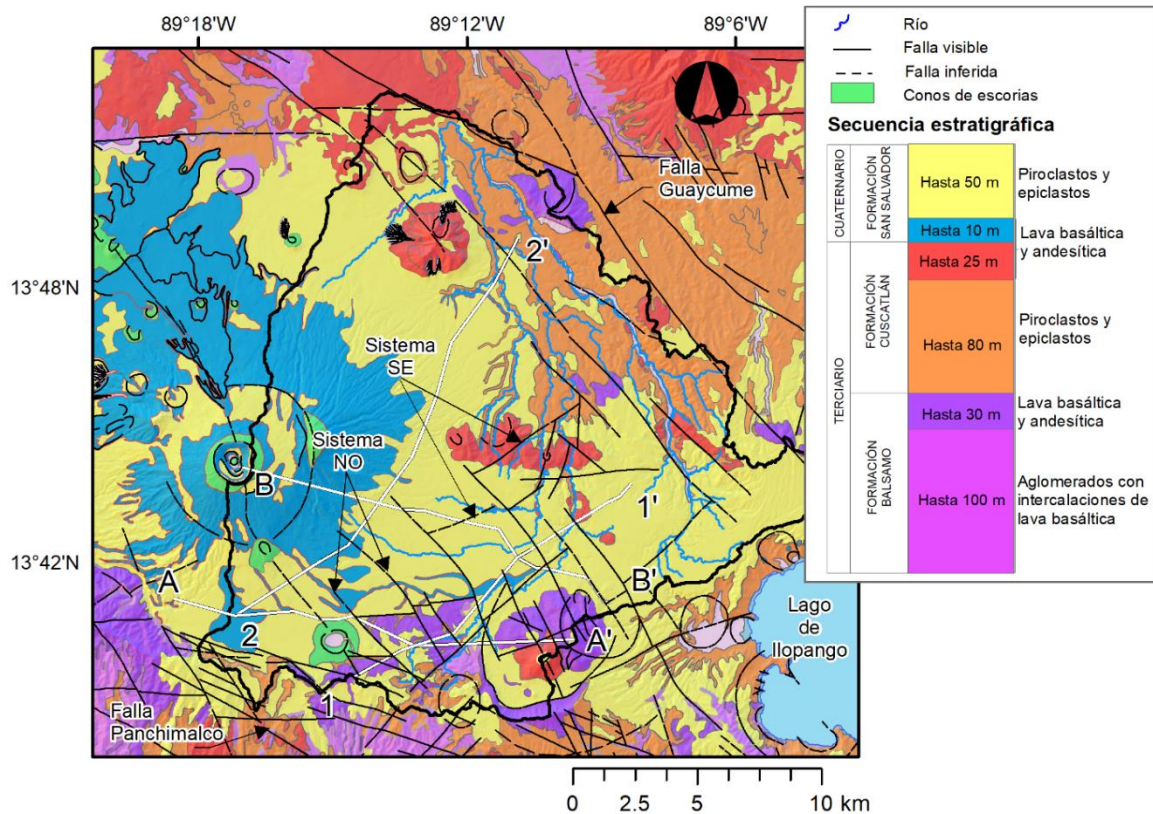 89°18'W
89°12'W
89°6'W
13°48'N
13°42'N
Río
Falla visible
Falla inferida
Conos de escorias
Secuencia estratigráfica
CUATERNARIO
FORMACIÓN
SAN SALVADOR
Hasta 50 m
Piroclastos y
epiclastos
Hasta 10 m
Lava basáltica
y andesítica
TERCIARIO
FORMACIÓN
CUSCATLÁN
Hasta 25 m
Hasta 80 m
Piroclastos y
epiclastos
FORMACIÓN
BALSAMO
Hasta 30 m
Lava basáltica
y andesítica
Hasta 100 m
Aglomerados con
intercalaciones de
lava basáltica
Falla
Guaycume
2'
Sistema
SE
Sistema
NO
B
1'
A
B'
2
A'
1
Lago
de
Ilopango
Falla
Panchimalco
0 2.5 5 10 km